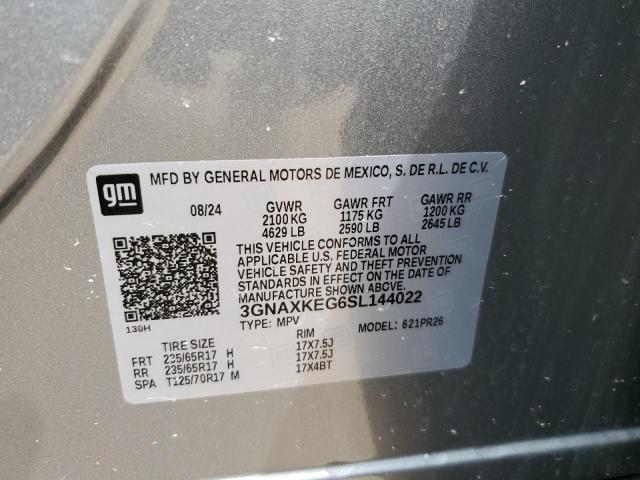 gm
MFD BY GENERAL MOTORS DE MEXICO, S. DE R.L. DE C.V.
08/24 GVWR GAWR FRT GAWR RR
2100 KG 1175 KG 1200 KG
4629 LB 2590 LB 2645 LB
THIS VEHICLE CONFORMS TO ALL
APPLICABLE U.S. FEDERAL MOTOR
VEHICLE SAFETY AND THEFT PREVENTION
STANDARDS IN EFFECT ON THE DATE OF
MANUFACTURE SHOWN ABOVE.
3GNAXKEG6SL144022
130H
TYPE: MPV MODEL: 621PR26
TIRE SIZE RIM
FRT 235/65R17 H 17X7.5J
RR 235/65R17 H 17X7.5J
SPA T125/70R17 M 17X4BT